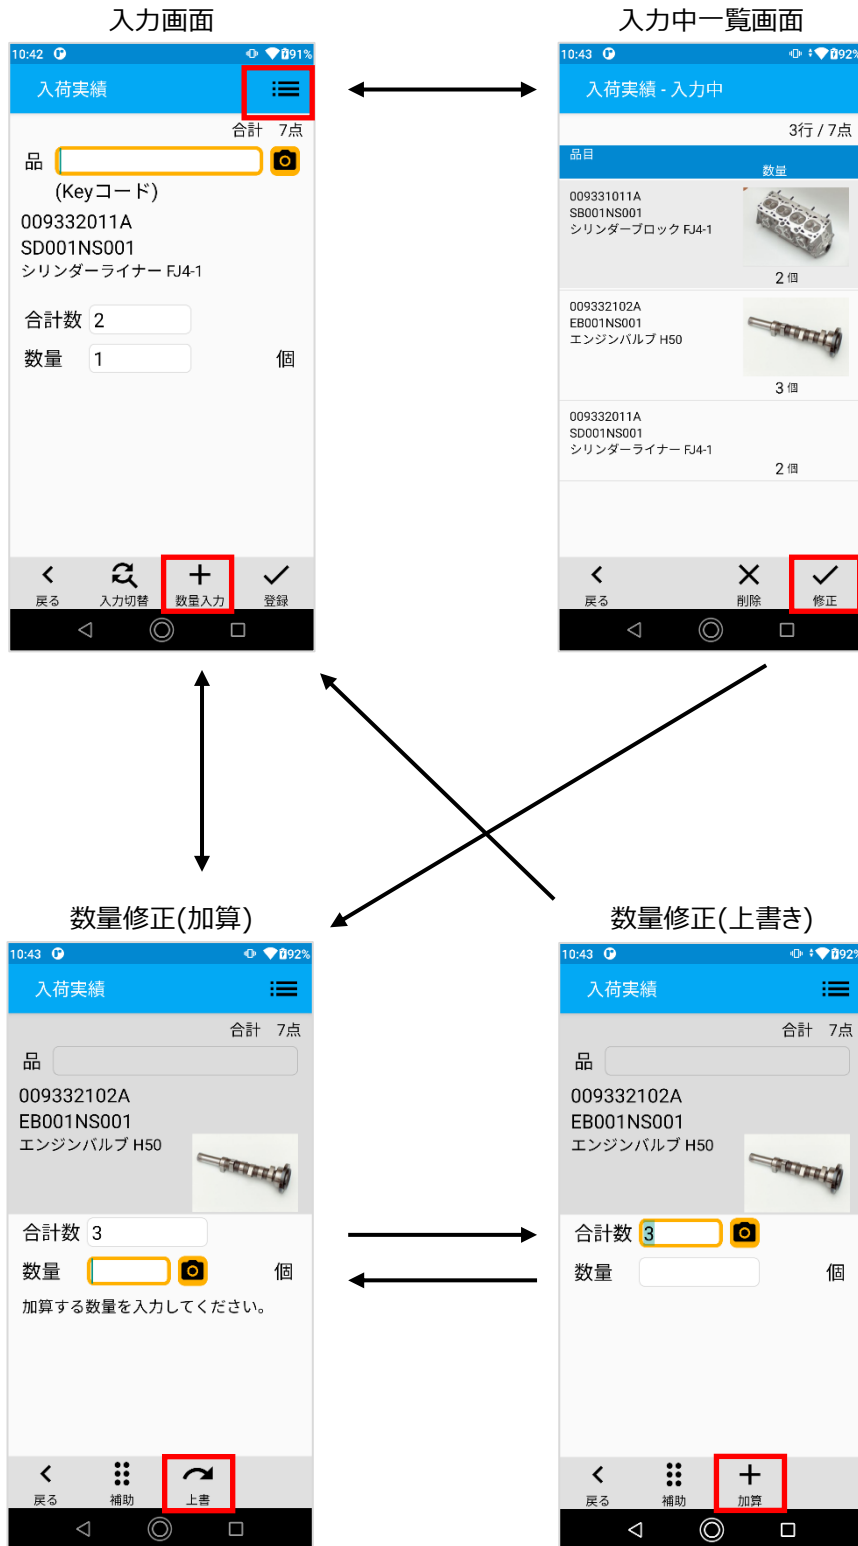 入力画面
10:42 91%
入荷実績
合計 7点
品
(Keyコード)
009332011A
SD001NS001
シリンダーライナー FJ4-1
合計数 2
数量 1 個
戻る 入力切替 数量入力 登録
入力中一覧画面
10:43 92%
入荷実績 - 入力中
3行 / 7点
品目
数量
009331011A
SB001NS001
シリンダーブロック FJ4-1
2 個
009332102A
EB001NS001
エンジンバルブ H50
3 個
009332011A
SD001NS001
シリンダーライナー FJ4-1
2 個
戻る 削除 修正
数量修正(加算)
10:43 92%
入荷実績
合計 7点
品
009332102A
EB001NS001
エンジンバルブ H50
合計数 3
数量 個
加算する数量を入力してください。
戻る 補助 上書
数量修正(上書き)
10:43 92%
入荷実績
合計 7点
品
009332102A
EB001NS001
エンジンバルブ H50
合計数 3
数量 個
戻る 補助 加算